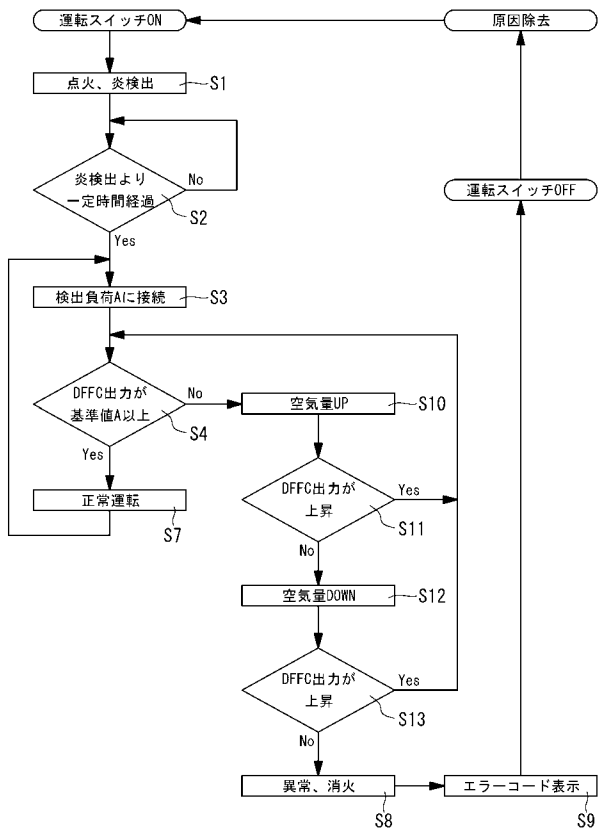 運転スイッチON
原因除去
点火、炎検出
S1
炎検出より
一定時間経過
No
S2
Yes
運転スイッチOFF
検出負荷Aに接続
S3
DFFC出力が
基準値A以上
No
S4
Yes
空気量UP
S10
正常運転
S7
DFFC出力が
上昇
Yes
S11
No
空気量DOWN
S12
DFFC出力が
上昇
Yes
S13
No
異常、消火
S8
エラーコード表示
S9